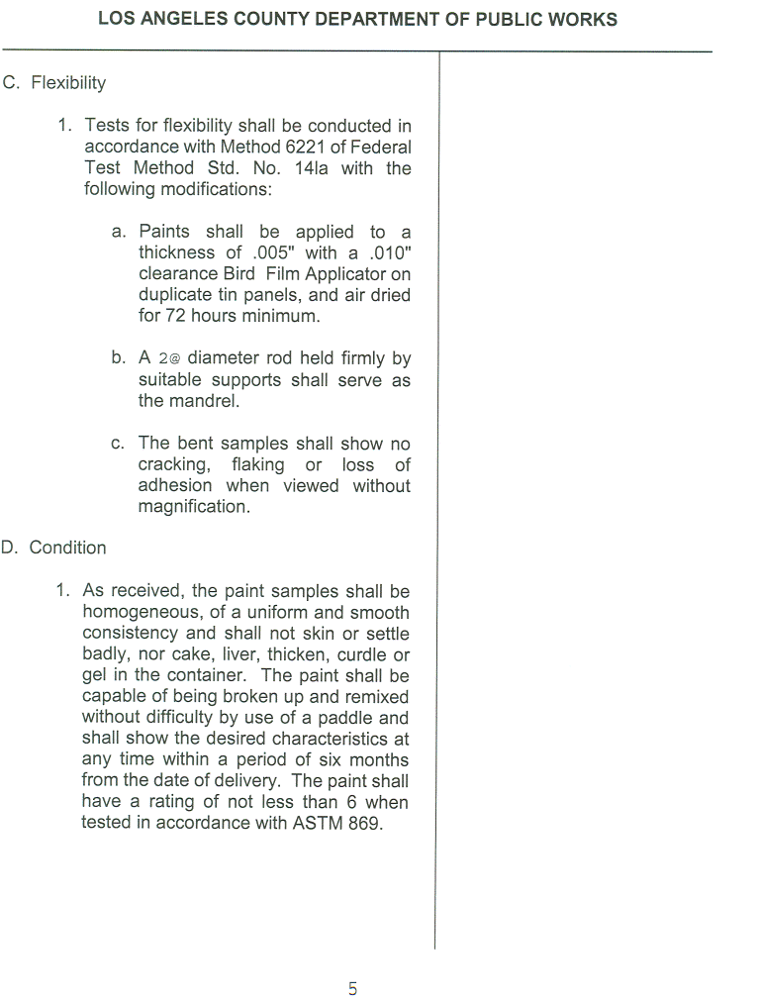 LOS ANGELES COUNTY DEPARTMENT OF PUBLIC WORKS
C. Flexibility
1. Tests for flexibility shall be conducted in
accordance with Method 6221 of Federal
Test Method Std. No. 14la with the
following modifications:
a. Paints shall be applied to a
thickness of .005" with a .010"
clearance Bird Film Applicator on
duplicate tin panels, and air dried
for 72 hours minimum.
b. A 2@ diameter rod held firmly by
suitable supports shall serve as
the mandrel.
c. The bent samples shall show no
cracking, flaking or loss of
adhesion when viewed without
magnification.
D. Condition
1. As received, the paint samples shall be
homogeneous, of a uniform and smooth
consistency and shall not skin or settle
badly, nor cake, liver, thicken, curdle or
gel in the container. The paint shall be
capable of being broken up and remixed
without difficulty by use of a paddle and
shall show the desired characteristics at
any time within a period of six months
from the date of delivery. The paint shall
have a rating of not less than 6 when
tested in accordance with ASTM 869.
5